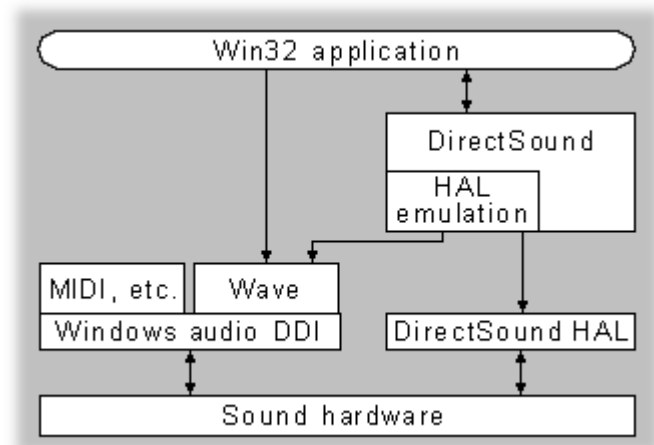 Win32 application
DirectSound
HAL
emulation
MIDI, etc.
Wave
Windows audio DDI
DirectSound HAL
Sound hardware